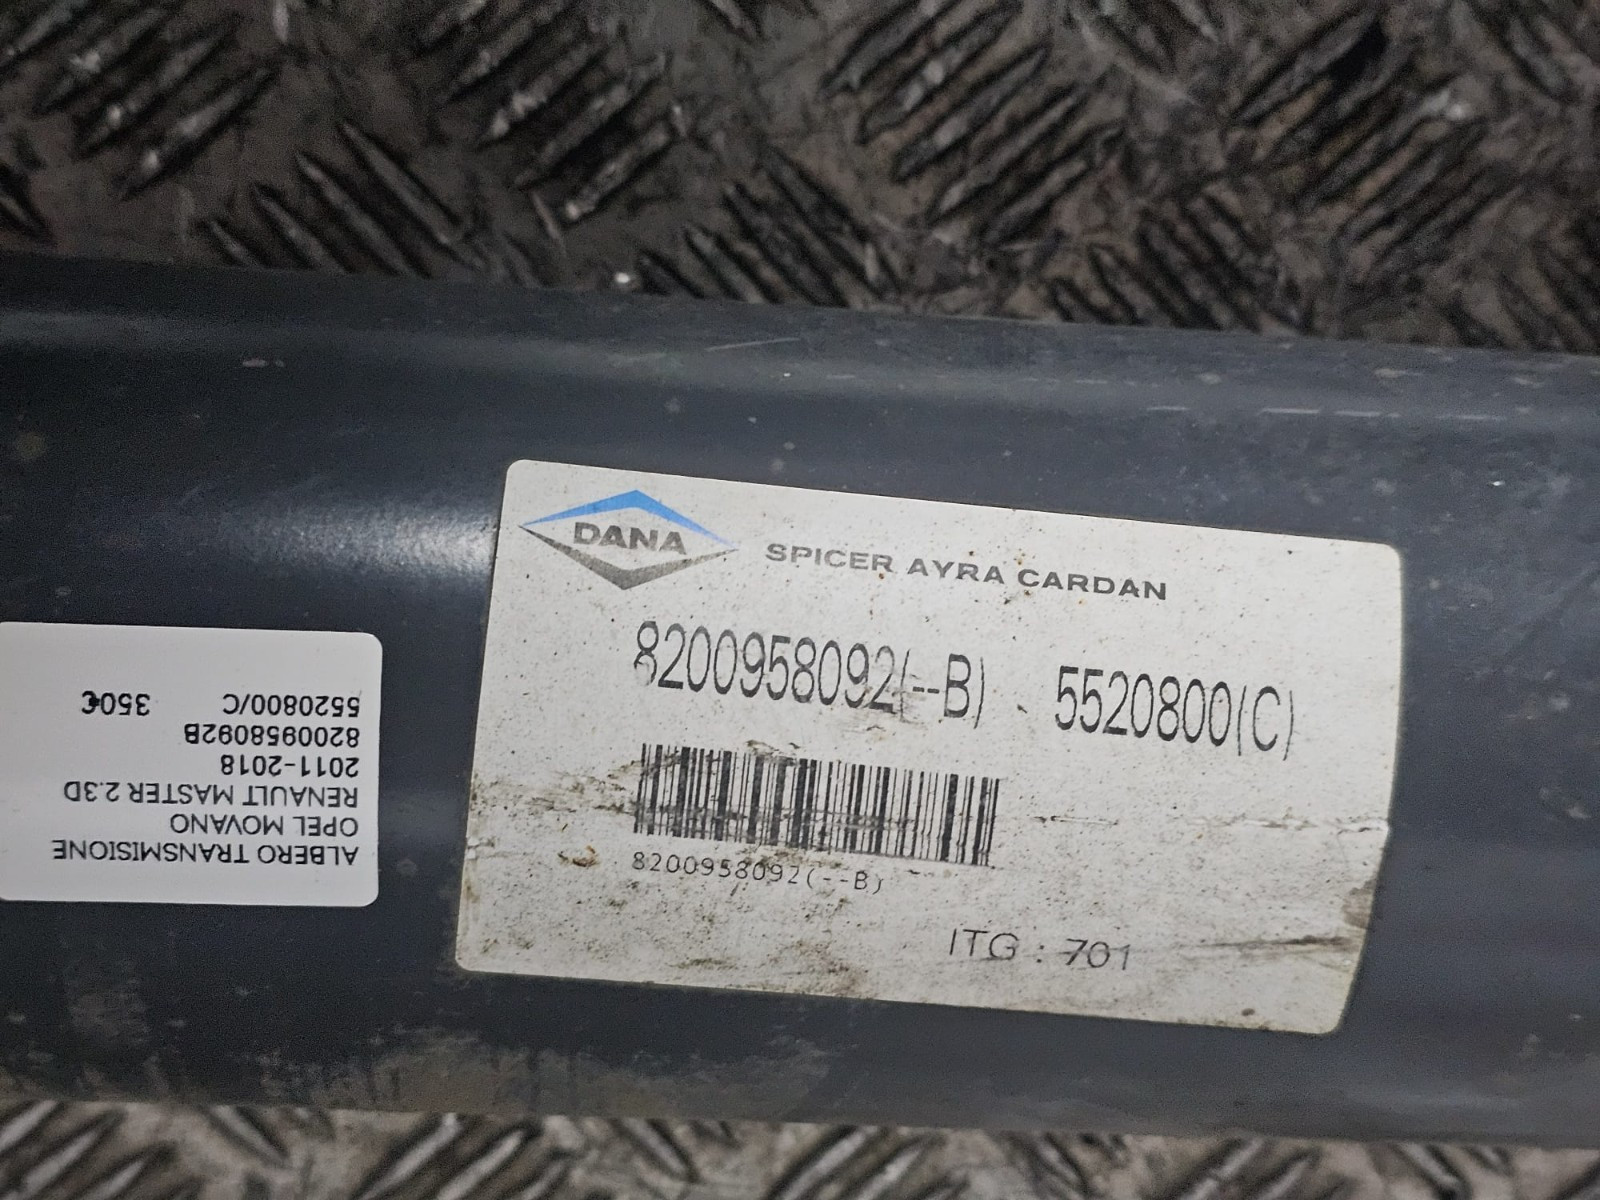 DANA
SPICER AYRA CARDAN
8200958092(--B) - 5520800(C)
8200958092(--B)
ITG : 701
ALBERO TRANSMISIONE
OPEL MOVANO
RENAULT MASTER 2.3D
2011-2018
8200958092B
5520800/C 350€